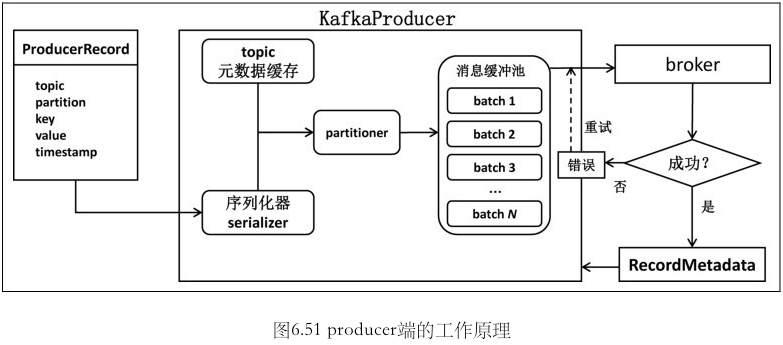 KafkaProducer
ProducerRecord
topic
partition
key
value
timestamp
topic
元数据缓存
序列化器
serializer
partitioner
消息缓冲池
batch 1
batch 2
batch 3
...
batch N
broker
重试
错误
成功?
否
是
RecordMetadata
图6.51 producer端的工作原理